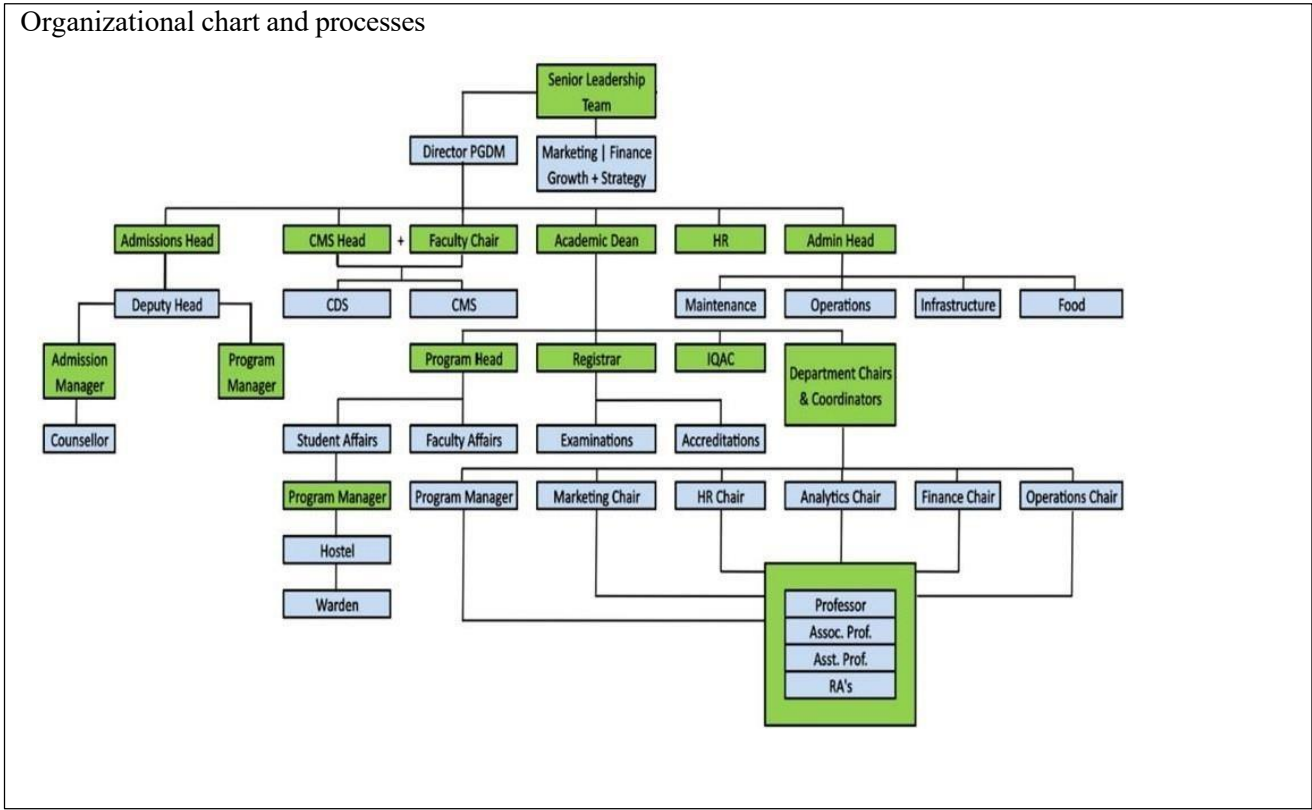 Organizational chart and processes
Senior Leadership
Team
Director PGDM
Marketing | Finance
Growth + Strategy
Admissions Head
CMS Head
+
Faculty Chair
Academic Dean
HR
Admin Head
Deputy Head
CDS
CMS
Maintenance
Operations
Infrastructure
Food
Admission
Manager
Program
Manager
Program Head
Registrar
IQAC
Department Chairs
& Coordinators
Counsellor
Student Affairs
Faculty Affairs
Examinations
Accreditations
Program Manager
Program Manager
Marketing Chair
HR Chair
Analytics Chair
Finance Chair
Operations Chair
Hostel
Warden
Professor
Assoc. Prof.
Asst. Prof.
RA's